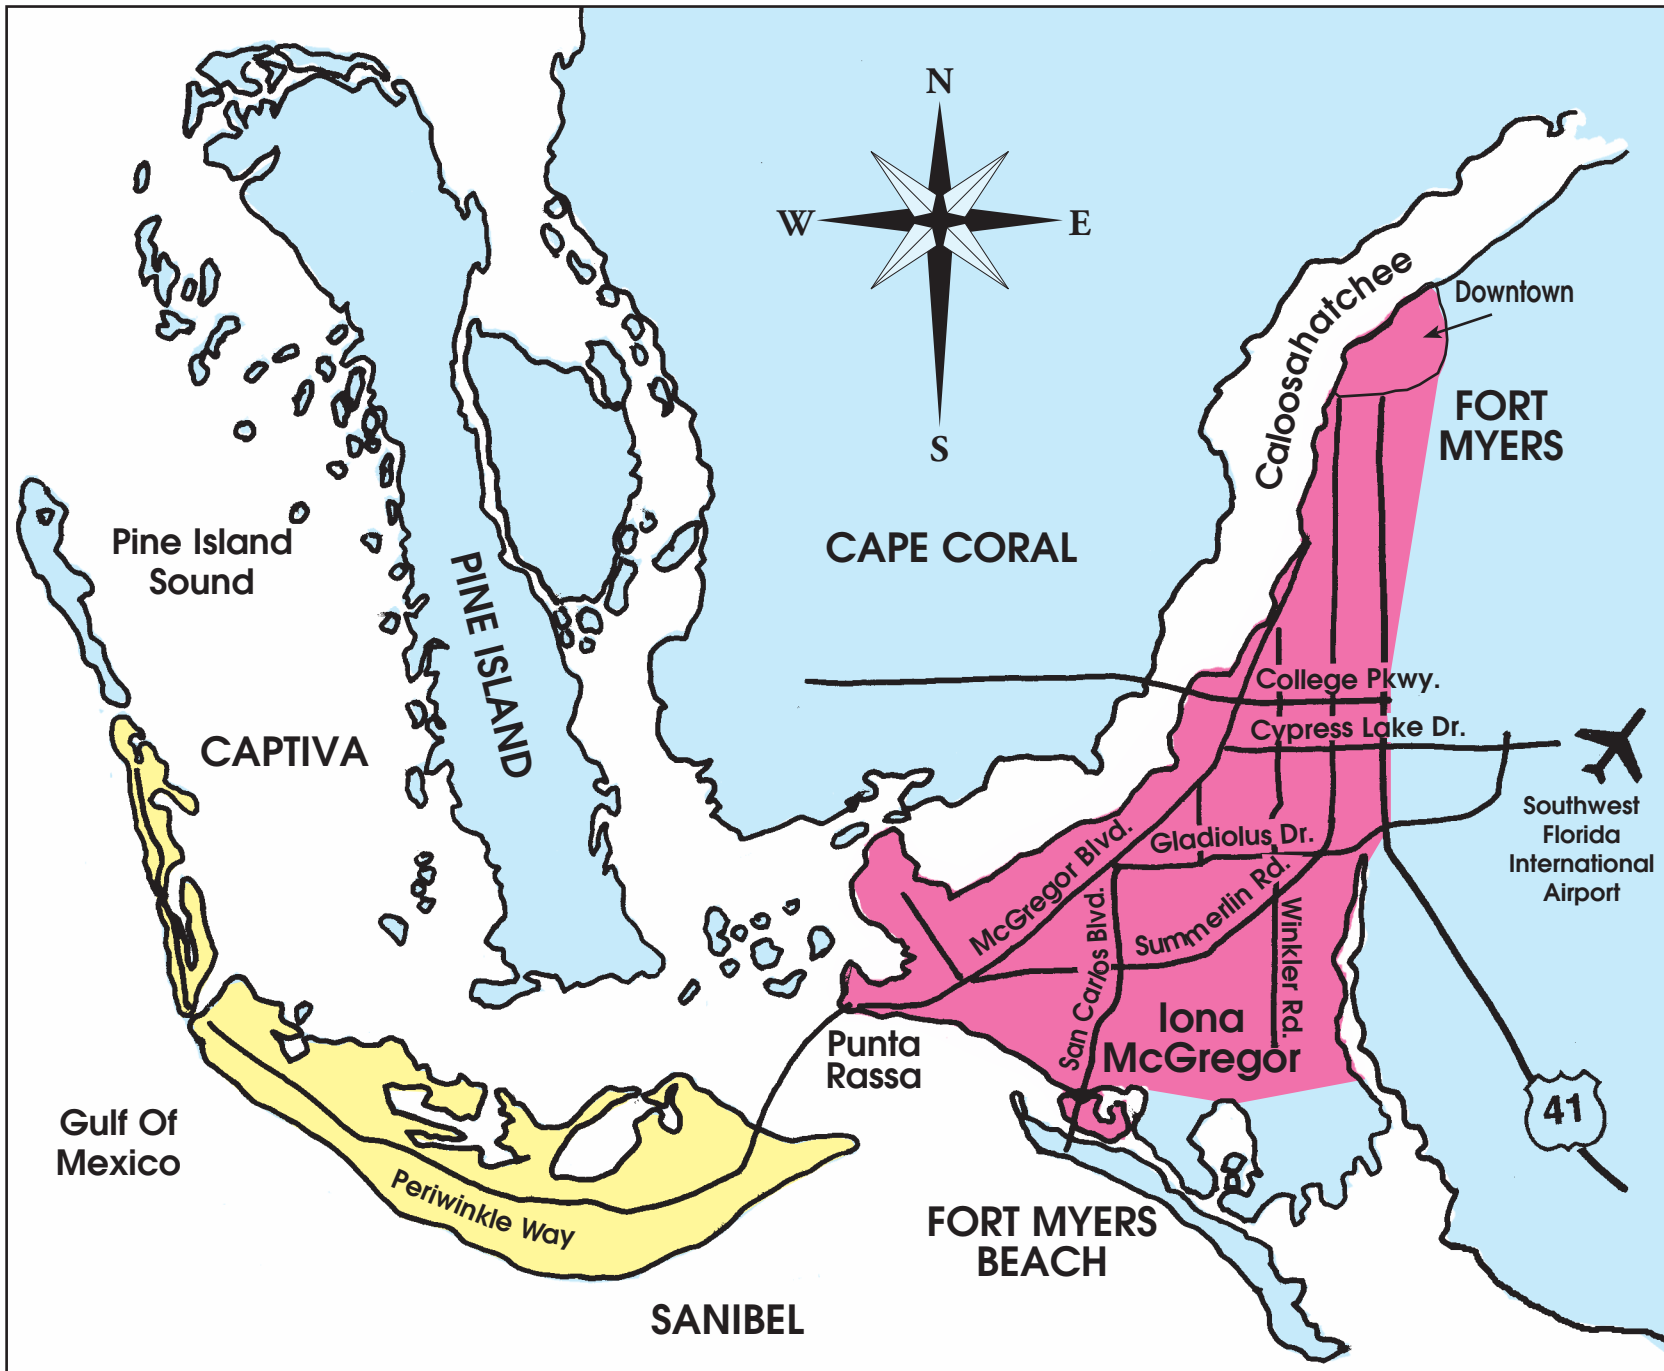 N
W
E
S
Caloosahatchee
Downtown
FORT
MYERS
Pine Island
Sound
PINE ISLAND
CAPE CORAL
CAPTIVA
College Pkwy.
Cypress Lake Dr.
Southwest
Florida
International
Airport
McGregor Blvd.
Gladiolus Dr.
Summerlin Rd.
San Carlos Blvd.
Winkler Rd.
Iona
McGregor
Punta
Rassa
41
Gulf Of
Mexico
Periwinkle Way
FORT MYERS
BEACH
SANIBEL